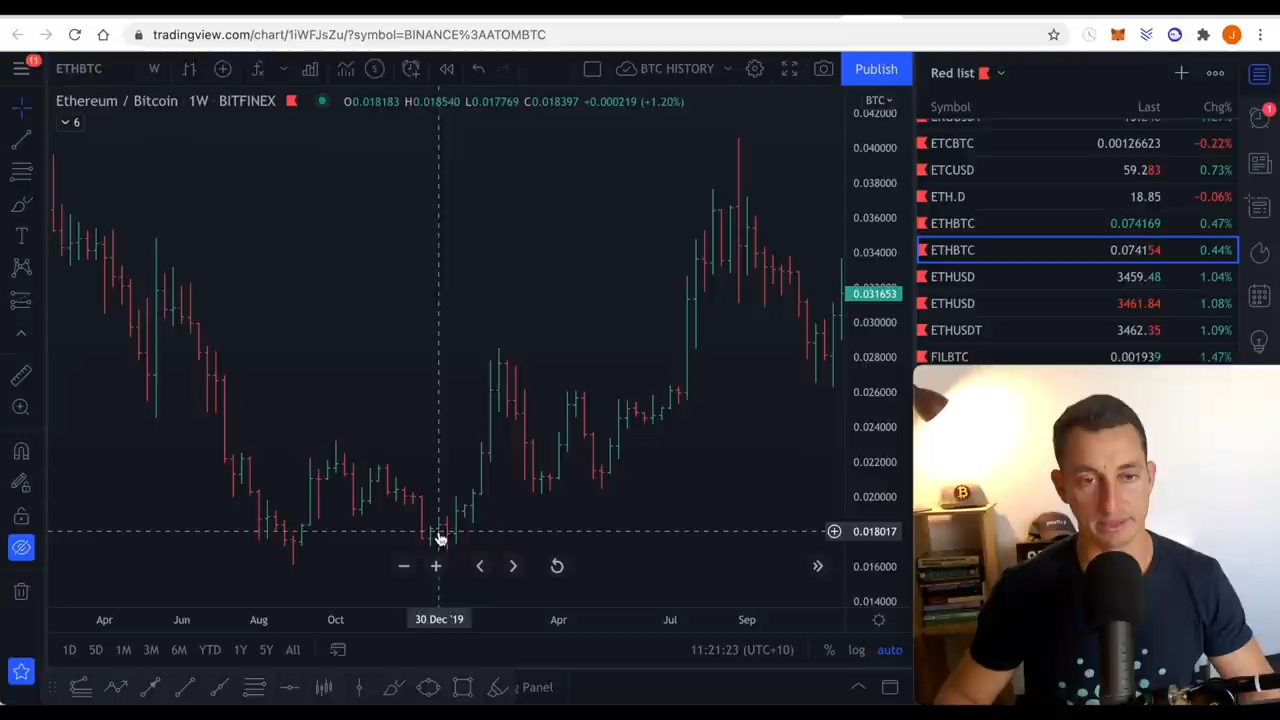 tradingview.com/chart/1iWFJsZu/?symbol=BINANCE%3AATOMBTC
J
11
ETHBTC W BTC HISTORY Publish
Red list
Ethereum / Bitcoin 1W BITFINEX O0.018183 H0.018540 L0.017769 C0.018397 +0.000219 (+1.20%)
BTC
6
Symbol Last Chg%
1
ETCBTC 0.00126623 −0.22%
ETCUSD 59.283 0.73%
ETH.D 18.85 −0.06%
ETHBTC 0.074169 0.47%
ETHBTC 0.074154 0.44%
ETHUSD 3459.48 1.04%
ETHUSD 3461.84 1.08%
ETHUSDT 3462.35 1.09%
FILBTC 0.001939 1.47%
0.042000
0.040000
0.038000
0.036000
0.034000
0.031653
0.030000
0.028000
0.026000
0.024000
0.022000
0.020000
0.018017
0.016000
0.014000
Apr Jun Aug Oct 30 Dec '19 Apr Jul Sep
1D 5D 1M 3M 6M YTD 1Y 5Y All 11:21:23 (UTC+10) % log auto
Panel